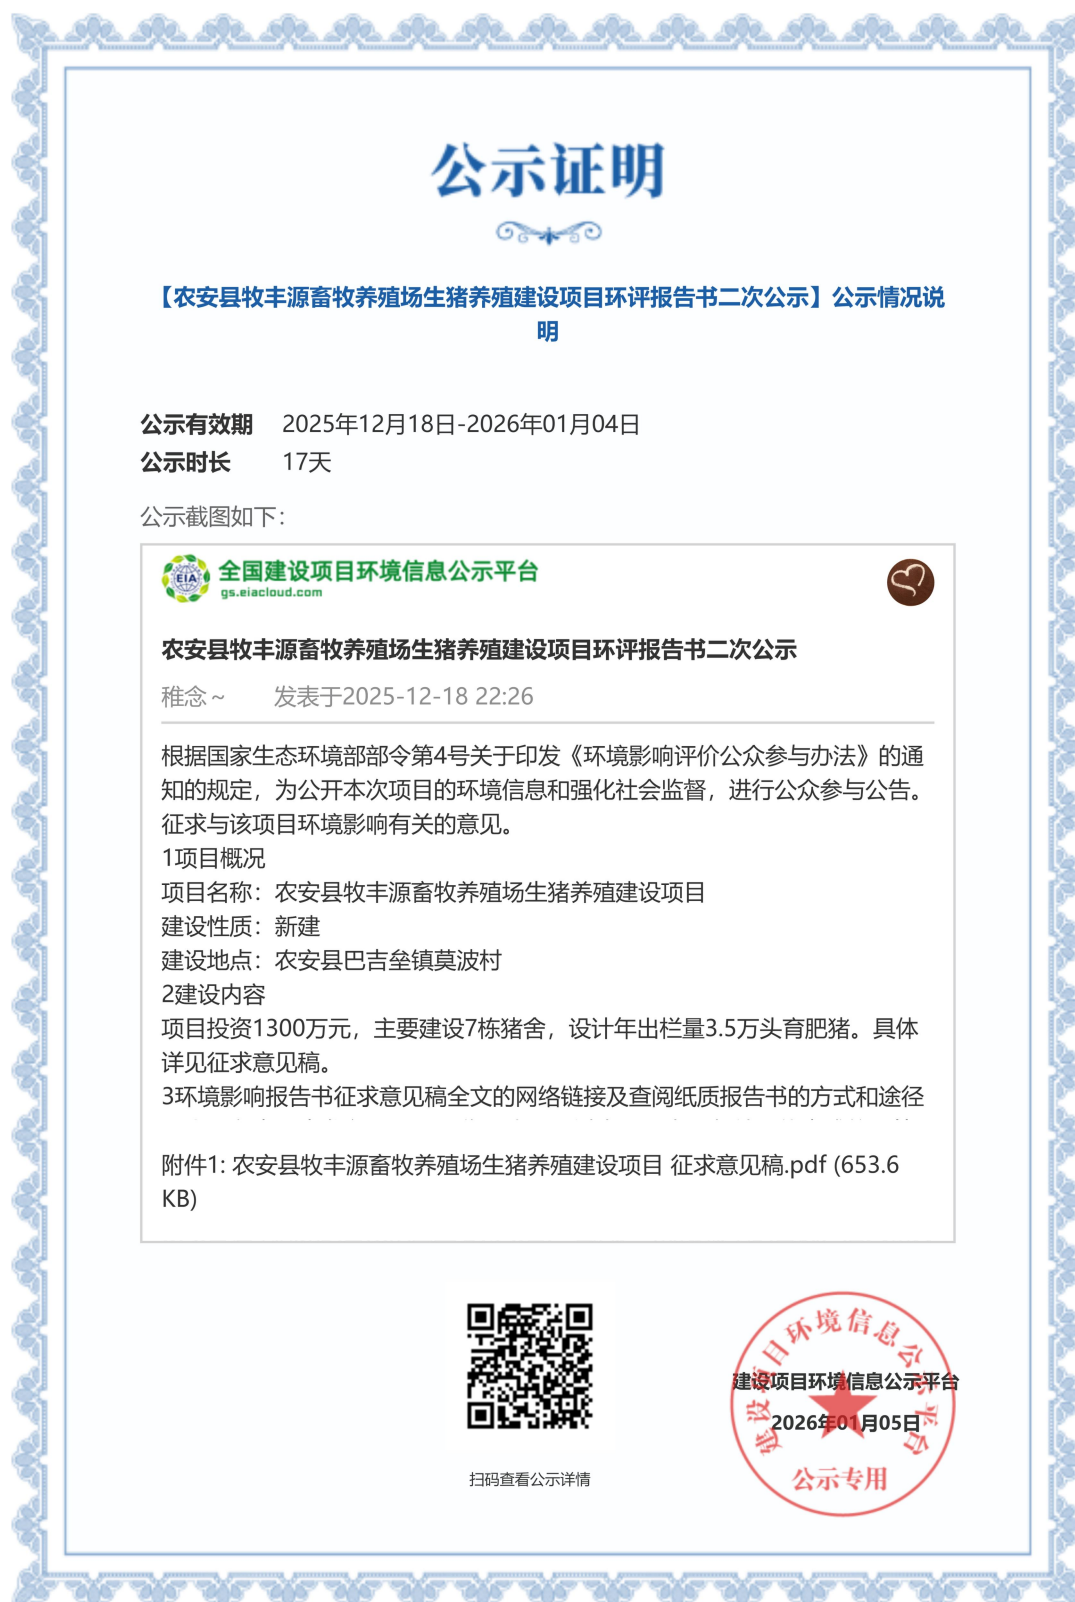 公示证明
【农安县牧丰源畜牧养殖场生猪养殖建设项目环评报告书二次公示】公示情况说
明
公示有效期 2025年12月18日-2026年01月04日
公示时长 17天
公示截图如下：
EIA 全国建设项目环境信息公示平台
gs.eiacloud.com
农安县牧丰源畜牧养殖场生猪养殖建设项目环评报告书二次公示
稚念～ 发表于2025-12-18 22:26
根据国家生态环境部部令第4号关于印发《环境影响评价公众参与办法》的通
知的规定，为公开本次项目的环境信息和强化社会监督，进行公众参与公告。
征求与该项目环境影响有关的意见。
1项目概况
项目名称：农安县牧丰源畜牧养殖场生猪养殖建设项目
建设性质：新建
建设地点：农安县巴吉垒镇莫波村
2建设内容
项目投资1300万元，主要建设7栋猪舍，设计年出栏量3.5万头育肥猪。具体
详见征求意见稿。
3环境影响报告书征求意见稿全文的网络链接及查阅纸质报告书的方式和途径
附件1: 农安县牧丰源畜牧养殖场生猪养殖建设项目 征求意见稿.pdf (653.6
KB)
扫码查看公示详情
建设项目环境信息公示平台
建设项目环境信息公示平台
2026年01月05日
公示专用